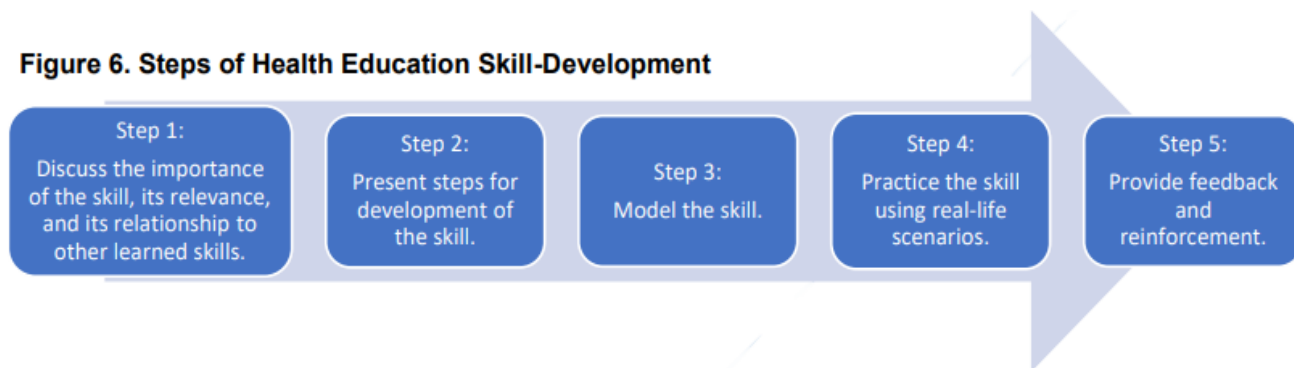 Figure 6. Steps of Health Education Skill-Development
Step 1:
Discuss the importance
of the skill, its relevance,
and its relationship to
other learned skills.
Step 2:
Present steps for
development of
the skill.
Step 3:
Model the skill.
Step 4:
Practice the skill
using real-life
scenarios.
Step 5:
Provide feedback
and
reinforcement.